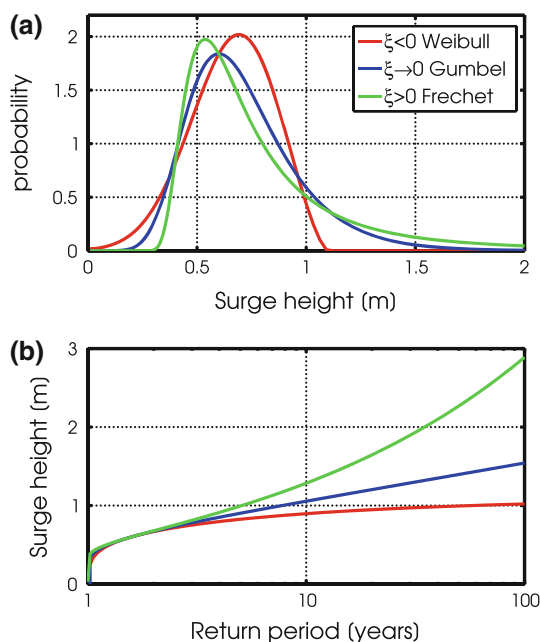 (a)
2
1.5
1
0.5
0
probability
ξ<0 Weibull
ξ→0 Gumbel
ξ>0 Frechet
0 0.5 1 1.5 2
Surge height (m)
(b)
3
2
1
0
Surge height (m)
1 10 100
Return period (years)